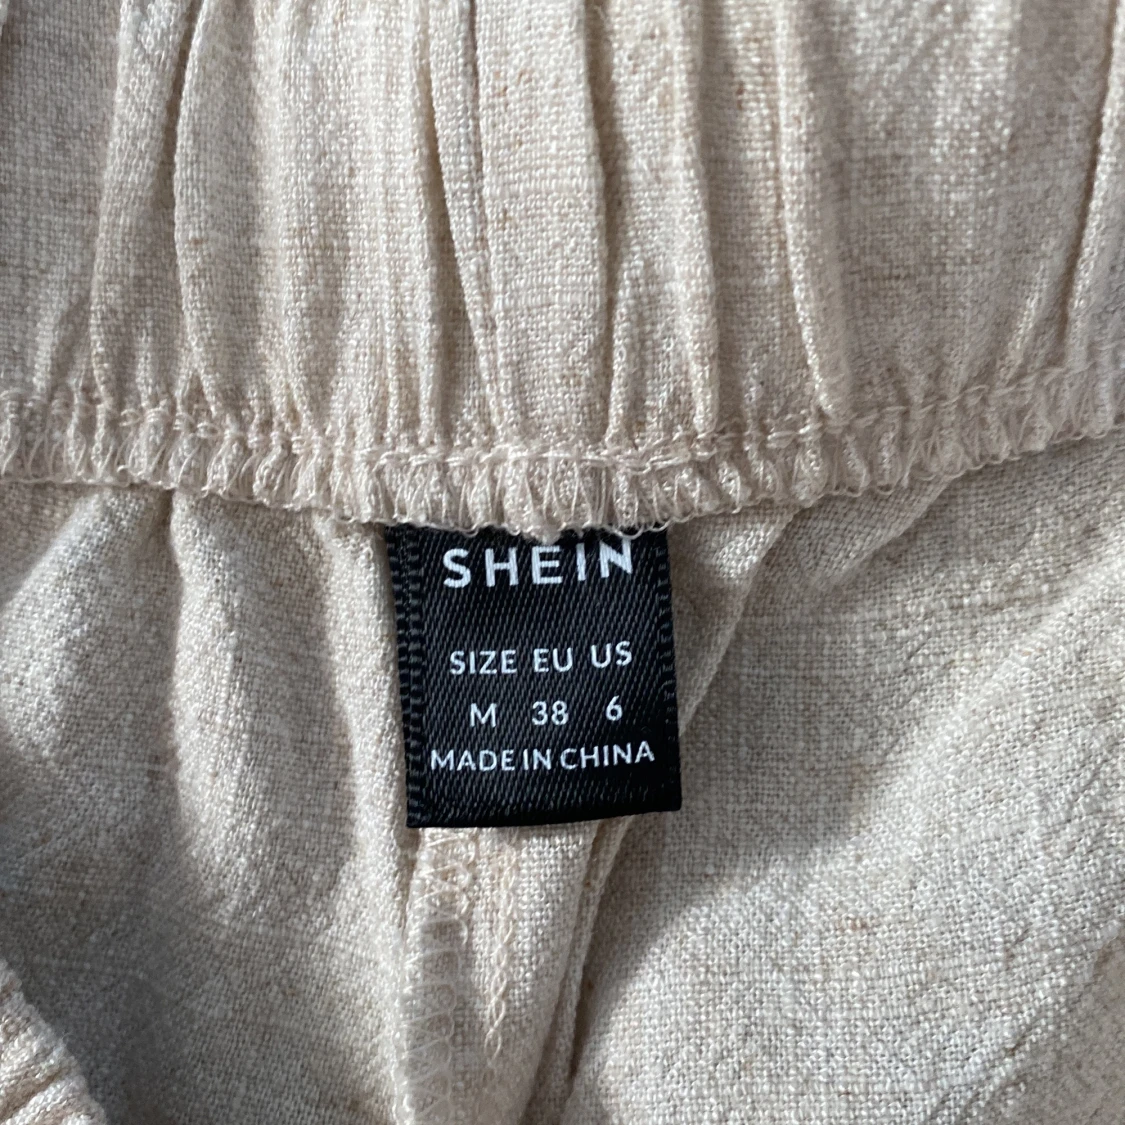 SHEIN
SIZE EU US
M 38 6
MADE IN CHINA